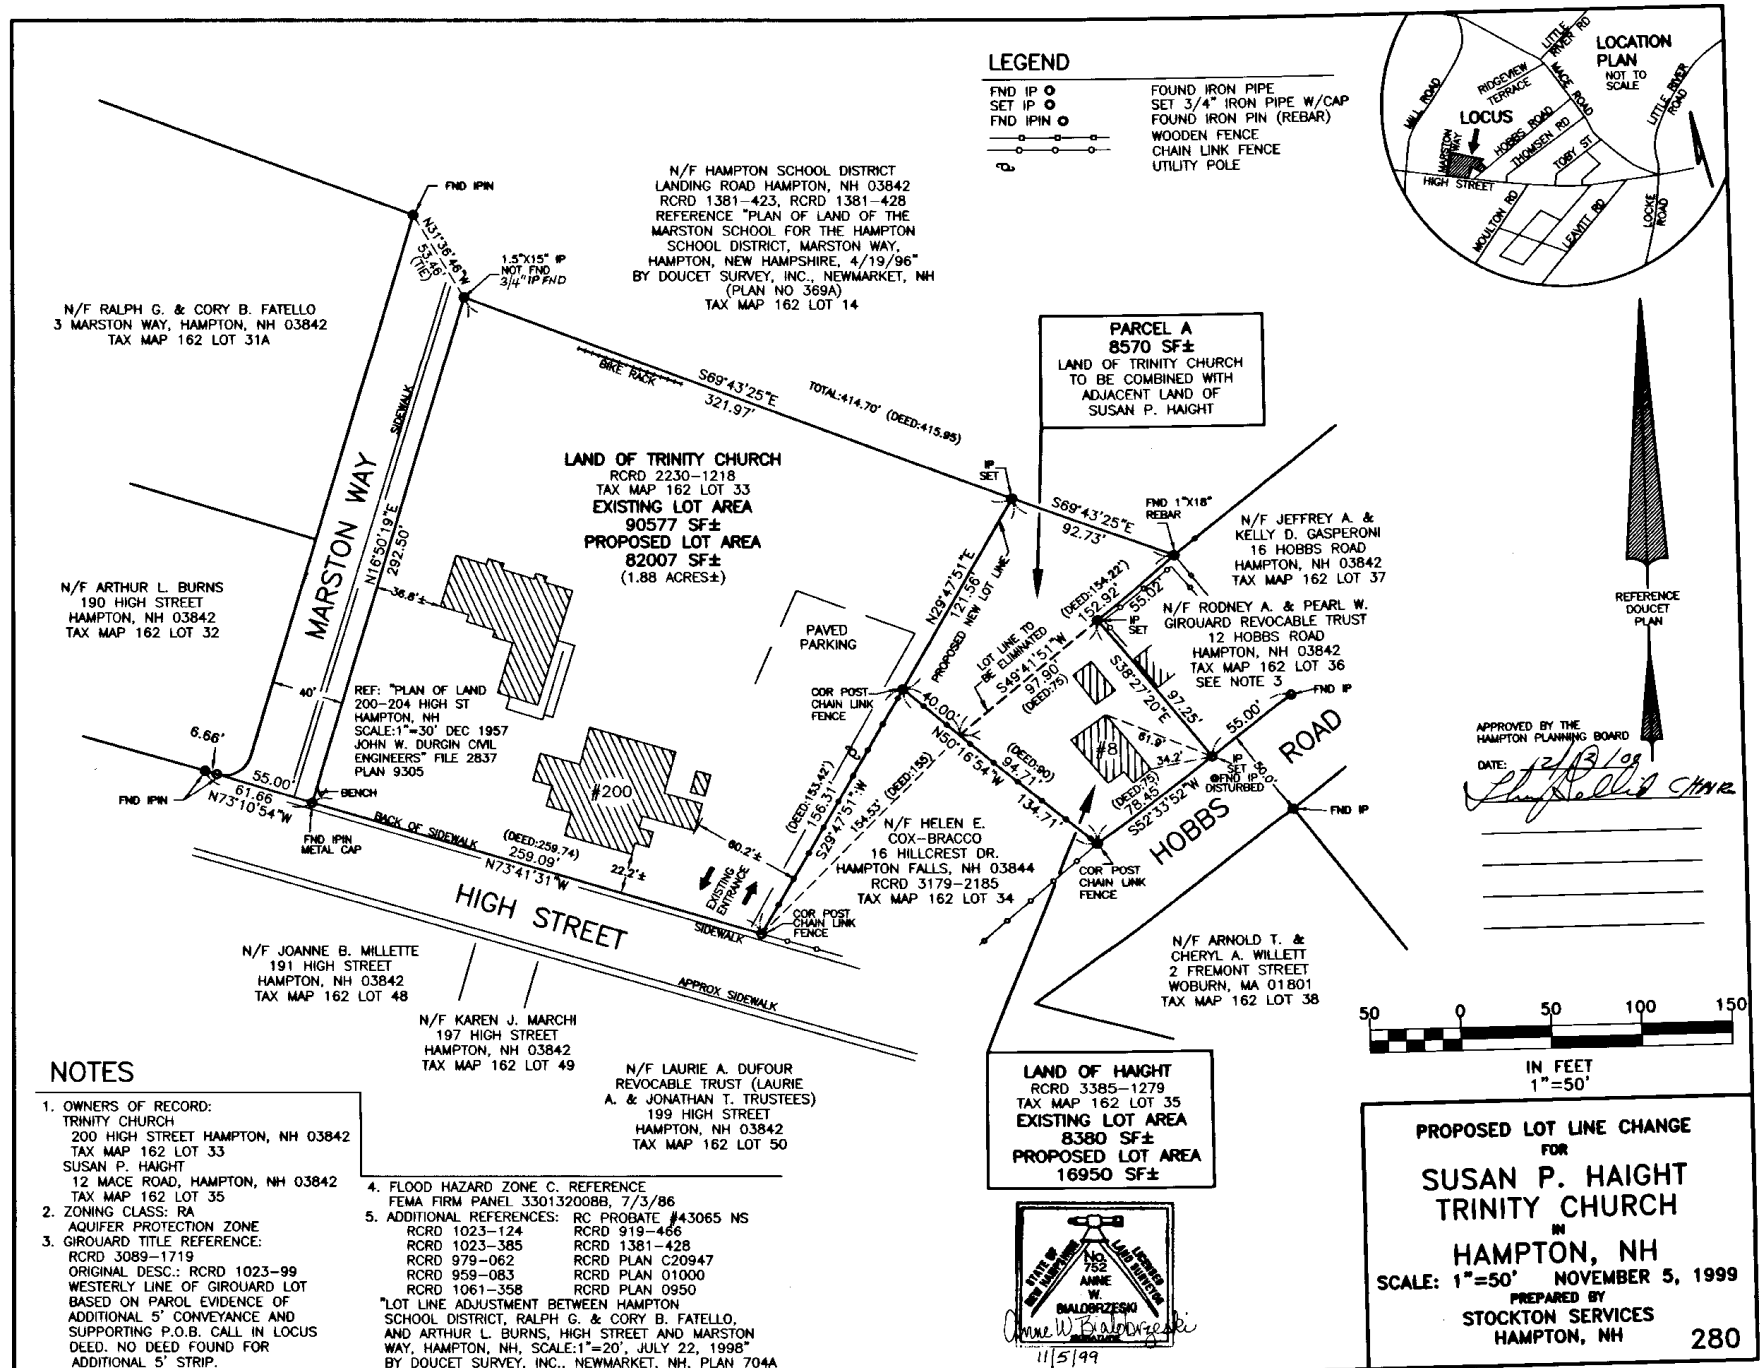 LEGEND
FND IP FOUND IRON PIPE
SET IP SET 3/4" IRON PIPE W/CAP
FND IPIN FOUND IRON PIN (REBAR)
WOODEN FENCE
CHAIN LINK FENCE
UTILITY POLE
LOCATION
PLAN
NOT TO
SCALE
LITTLE
RIVER RD
MACE ROAD
RIDGEVIEW
TERRACE
MILL ROAD
LOCUS
MARSTON
WAY
HOBBS ROAD
THOMSEN RD
TOBY ST
LITTLE RIVER
ROAD
HIGH STREET
MOULTON RD
LEAVITT RD
LOCKE
ROAD
FND IPIN
N31°36'46"W
53.46'
(TIE)
1.5"X15" IP
NOT FND
3/4" IP FND
N/F HAMPTON SCHOOL DISTRICT
LANDING ROAD HAMPTON, NH 03842
RCRD 1381-423, RCRD 1381-428
REFERENCE "PLAN OF LAND OF THE
MARSTON SCHOOL FOR THE HAMPTON
SCHOOL DISTRICT, MARSTON WAY,
HAMPTON, NEW HAMPSHIRE, 4/19/96"
BY DOUCET SURVEY, INC., NEWMARKET, NH
(PLAN NO 369A)
TAX MAP 162 LOT 14
N/F RALPH G. & CORY B. FATELLO
3 MARSTON WAY, HAMPTON, NH 03842
TAX MAP 162 LOT 31A
PARCEL A
8570 SF±
LAND OF TRINITY CHURCH
TO BE COMBINED WITH
ADJACENT LAND OF
SUSAN P. HAIGHT
BIKE RACK
S69°43'25"E
321.97'
TOTAL:414.70' (DEED:415.95)
SIDEWALK
MARSTON WAY
N16°50'19"E
292.50'
LAND OF TRINITY CHURCH
RCRD 2230-1218
TAX MAP 162 LOT 33
EXISTING LOT AREA
90577 SF±
PROPOSED LOT AREA
82007 SF±
(1.88 ACRES±)
IP
SET
S69°43'25"E
92.73'
FND 1"X18"
REBAR
N/F JEFFREY A. &
KELLY D. GASPERONI
16 HOBBS ROAD
HAMPTON, NH 03842
TAX MAP 162 LOT 37
N/F ARTHUR L. BURNS
190 HIGH STREET
HAMPTON, NH 03842
TAX MAP 162 LOT 32
36.8'±
N29°47'51"E
121.56'
PROPOSED NEW LOT LINE
LOT LINE TO
BE ELIMINATED
S49°41'51"W
97.90'
(DEED:75)
(DEED:154.22')
152.92'
55.02'
IP
SET
N/F RODNEY A. & PEARL W.
GIROUARD REVOCABLE TRUST
12 HOBBS ROAD
HAMPTON, NH 03842
TAX MAP 162 LOT 36
SEE NOTE 3
REFERENCE
DOUCET
PLAN
PAVED
PARKING
S38°27'20"E
97.25'
FND IP
55.00'
ROAD
40'
REF: "PLAN OF LAND
200-204 HIGH ST
HAMPTON, NH
SCALE:1"=30' DEC 1957
JOHN W. DURGIN CIVIL
ENGINEERS" FILE 2837
PLAN 9305
COR POST
CHAIN LINK
FENCE
40.00'
N50°16'54"W
(DEED:90)
94.71'
134.71'
#8
61.9'
34.2'
IP
SET
FND IP
DISTURBED
50.0'
(DEED:75)
78.45'
S52°33'52"W
HOBBS
FND IP
APPROVED BY THE
HAMPTON PLANNING BOARD
DATE:
CHAIR
6.66'
55.00'
61.66
N73°10'54"W
FND IPIN
BENCH
FND IPIN
METAL CAP
#200
(DEED:153.42')
156.31'
S29°47'51"W
154.53' (DEED:155)
BACK OF SIDEWALK
(DEED:259.74)
259.09'
N73°41'31"W
22.2'±
60.2'±
EXISTING
ENTRANCE
N/F HELEN E.
COX-BRACCO
16 HILLCREST DR.
HAMPTON FALLS, NH 03844
RCRD 3179-2185
TAX MAP 162 LOT 34
COR POST
CHAIN LINK
FENCE
HIGH STREET
SIDEWALK
COR POST
CHAIN LINK
FENCE
APPROX SIDEWALK
N/F JOANNE B. MILLETTE
191 HIGH STREET
HAMPTON, NH 03842
TAX MAP 162 LOT 48
N/F KAREN J. MARCHI
197 HIGH STREET
HAMPTON, NH 03842
TAX MAP 162 LOT 49
N/F LAURIE A. DUFOUR
REVOCABLE TRUST (LAURIE
A. & JONATHAN T. TRUSTEES)
199 HIGH STREET
HAMPTON, NH 03842
TAX MAP 162 LOT 50
N/F ARNOLD T. &
CHERYL A. WILLETT
2 FREMONT STREET
WOBURN, MA 01801
TAX MAP 162 LOT 38
50 0 50 100 150
IN FEET
1"=50'
LAND OF HAIGHT
RCRD 3385-1279
TAX MAP 162 LOT 35
EXISTING LOT AREA
8380 SF±
PROPOSED LOT AREA
16950 SF±
NOTES
1. OWNERS OF RECORD:
TRINITY CHURCH
200 HIGH STREET HAMPTON, NH 03842
TAX MAP 162 LOT 33
SUSAN P. HAIGHT
12 MACE ROAD, HAMPTON, NH 03842
TAX MAP 162 LOT 35
2. ZONING CLASS: RA
AQUIFER PROTECTION ZONE
3. GIROUARD TITLE REFERENCE:
RCRD 3089-1719
ORIGINAL DESC.: RCRD 1023-99
WESTERLY LINE OF GIROUARD LOT
BASED ON PAROL EVIDENCE OF
ADDITIONAL 5' CONVEYANCE AND
SUPPORTING P.O.B. CALL IN LOCUS
DEED. NO DEED FOUND FOR
ADDITIONAL 5' STRIP.
4. FLOOD HAZARD ZONE C. REFERENCE
FEMA FIRM PANEL 330132008B, 7/3/86
5. ADDITIONAL REFERENCES: RC PROBATE #43065 NS
RCRD 1023-124 RCRD 919-466
RCRD 1023-385 RCRD 1381-428
RCRD 979-062 RCRD PLAN C20947
RCRD 959-083 RCRD PLAN 01000
RCRD 1061-358 RCRD PLAN 0950
"LOT LINE ADJUSTMENT BETWEEN HAMPTON
SCHOOL DISTRICT, RALPH G. & CORY B. FATELLO,
AND ARTHUR L. BURNS, HIGH STREET AND MARSTON
WAY, HAMPTON, NH, SCALE:1"=20', JULY 22, 1998"
BY DOUCET SURVEY, INC., NEWMARKET, NH, PLAN 704A
STATE OF
NEW HAMPSHIRE
LICENSED
LAND SURVEYOR
No.
752
ANNE
W.
BIALOBRZESKI
SIGNATURE
Anne W Bialobrzeski
11/5/99
PROPOSED LOT LINE CHANGE
FOR
SUSAN P. HAIGHT
TRINITY CHURCH
IN
HAMPTON, NH
SCALE: 1"=50' NOVEMBER 5, 1999
PREPARED BY
STOCKTON SERVICES
HAMPTON, NH
280